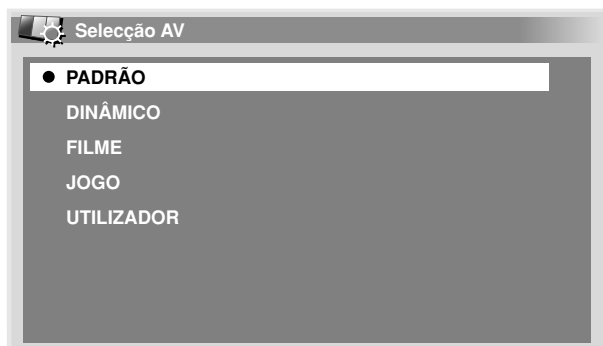 Selecção AV
PADRÃO
DINÂMICO
FILME
JOGO
UTILIZADOR